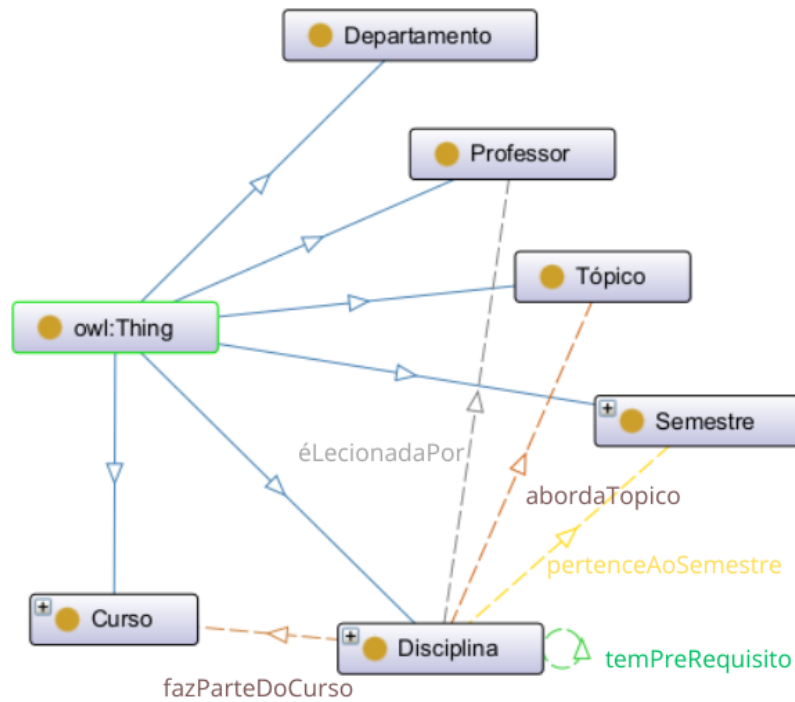 Departamento
Professor
Tópico
owl:Thing
Semestre
éLecionadaPor
abordaTopico
pertenceAoSemestre
Curso
Disciplina
temPreRequisito
fazParteDoCurso